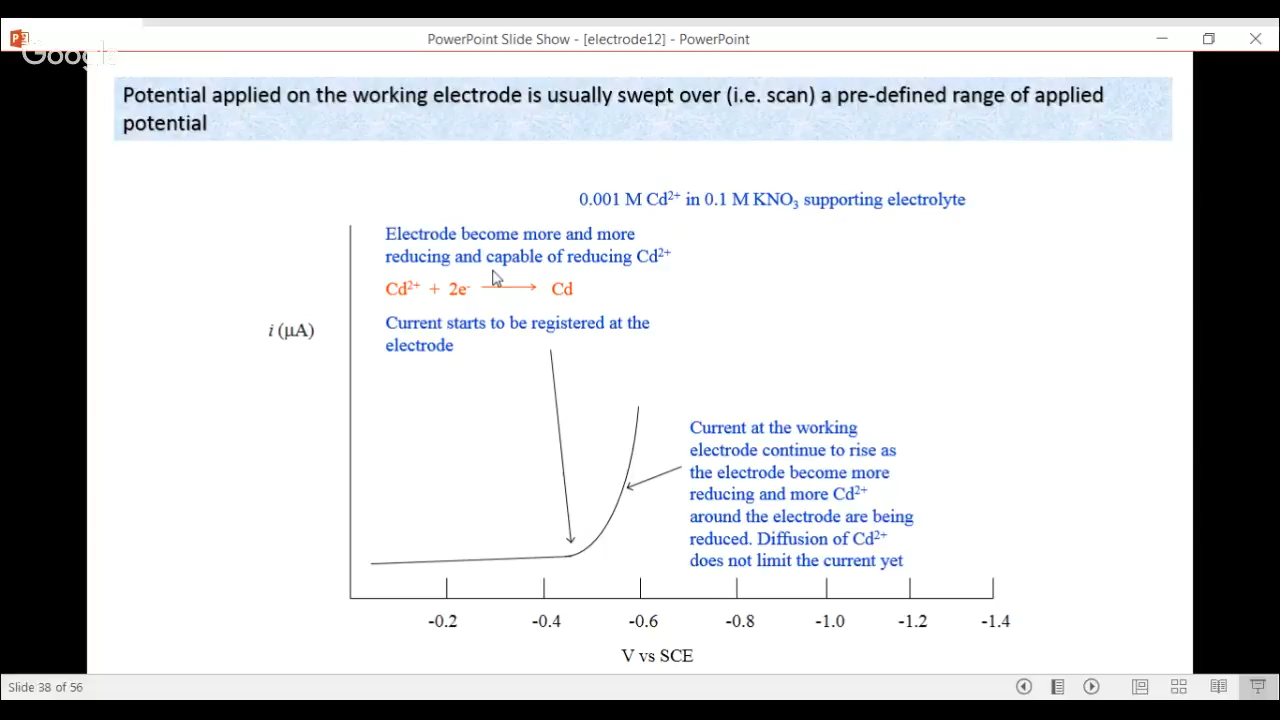 PowerPoint Slide Show - [electrode12] - PowerPoint
Google
Potential applied on the working electrode is usually swept over (i.e. scan) a pre-defined range of applied
potential
0.001 M Cd²⁺ in 0.1 M KNO₃ supporting electrolyte
Electrode become more and more
reducing and capable of reducing Cd²⁺
Cd²⁺ + 2e⁻ ⟶ Cd
Current starts to be registered at the
electrode
i (μA)
Current at the working
electrode continue to rise as
the electrode become more
reducing and more Cd²⁺
around the electrode are being
reduced. Diffusion of Cd²⁺
does not limit the current yet
-0.2 -0.4 -0.6 -0.8 -1.0 -1.2 -1.4
V vs SCE
Slide 38 of 56